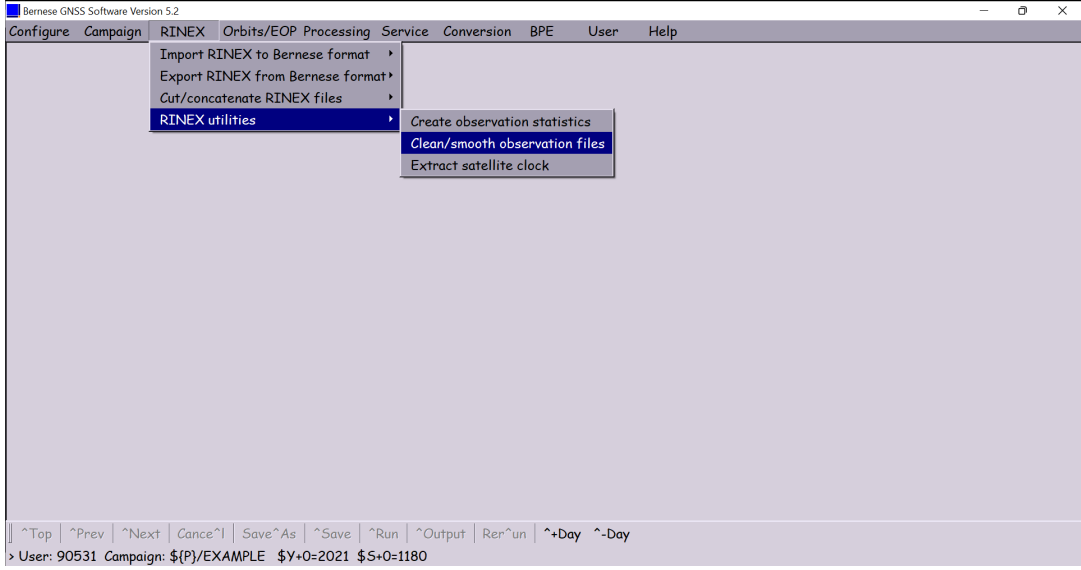 Bernese GNSS Software Version 5.2
Configure Campaign RINEX Orbits/EOP Processing Service Conversion BPE User Help
Import RINEX to Bernese format
Export RINEX from Bernese format
Cut/concatenate RINEX files
RINEX utilities
Create observation statistics
Clean/smooth observation files
Extract satellite clock
^Top ^Prev ^Next Cance^l Save^As ^Save ^Run ^Output Rer^un ^+Day ^-Day
> User: 90531 Campaign: ${P}/EXAMPLE $Y+0=2021 $S+0=1180